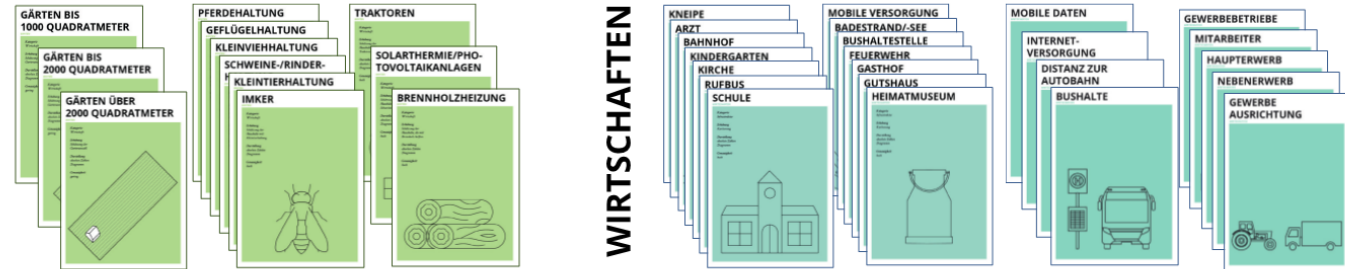 GÄRTEN BIS
1000 QUADRATMETER
GÄRTEN BIS
2000 QUADRATMETER
GÄRTEN ÜBER
2000 QUADRATMETER
PFERDEHALTUNG
GEFLÜGELHALTUNG
KLEINVIEHHALTUNG
SCHWEINE-/RINDER-
KLEINTIERHALTUNG
IMKER
TRAKTOREN
SOLARTHERMIE/PHO-
TOVOLTAIKANLAGEN
BRENNHOLZHEIZUNG
WIRTSCHAFTEN
KNEIPE
ARZT
BAHNHOF
KINDERGARTEN
KIRCHE
RUFBUS
SCHULE
MOBILE VERSORGUNG
BADESTRAND/-SEE
BUSHALTESTELLE
FEUERWEHR
GASTHOF
GUTSHAUS
HEIMATMUSEUM
MOBILE DATEN
INTERNET-
VERSORGUNG
DISTANZ ZUR
AUTOBAHN
BUSHALTE
GEWERBEBETRIEBE
MITARBEITER
HAUPTERWERB
NEBENERWERB
GEWERBE
AUSRICHTUNG